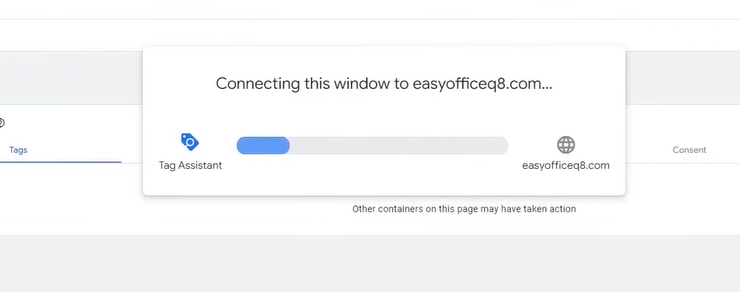 Connecting this window to easyofficeq8.com...
Tag Assistant
easyofficeq8.com
Tags
Consent
Other containers on this page may have taken action